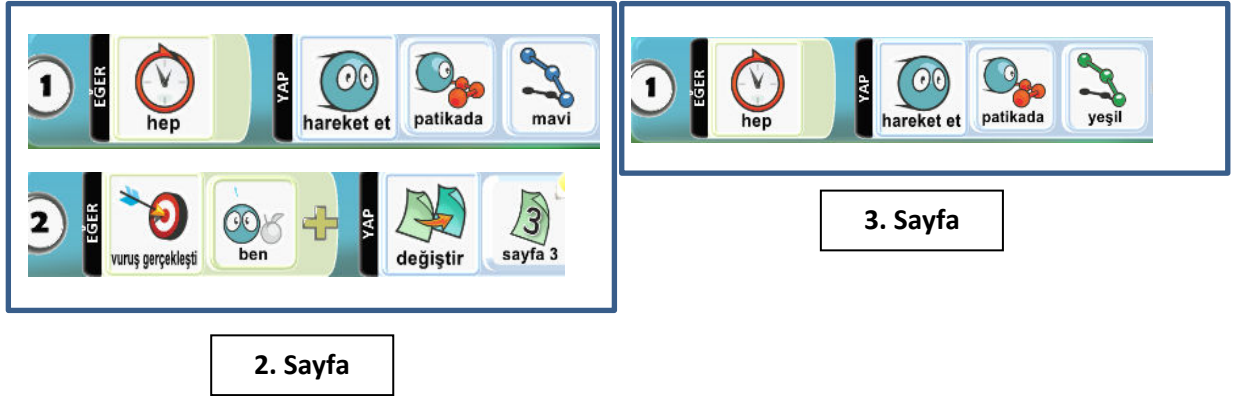 1 EĞER hep YAP hareket et patikada mavi
2 EĞER vuruş gerçekleşti ben YAP değiştir 3 sayfa 3
2. Sayfa
1 EĞER hep YAP hareket et patikada yeşil
3. Sayfa